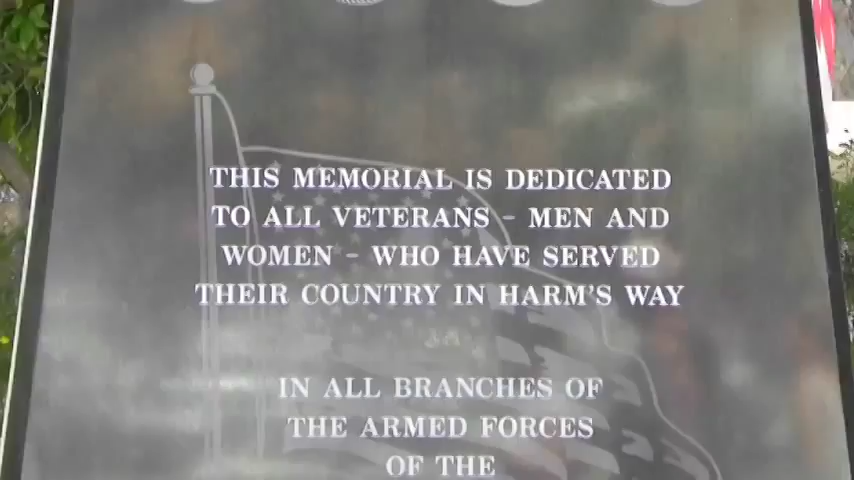 THIS MEMORIAL IS DEDICATED
TO ALL VETERANS - MEN AND
WOMEN - WHO HAVE SERVED
THEIR COUNTRY IN HARM'S WAY
IN ALL BRANCHES OF
THE ARMED FORCES
OF THE